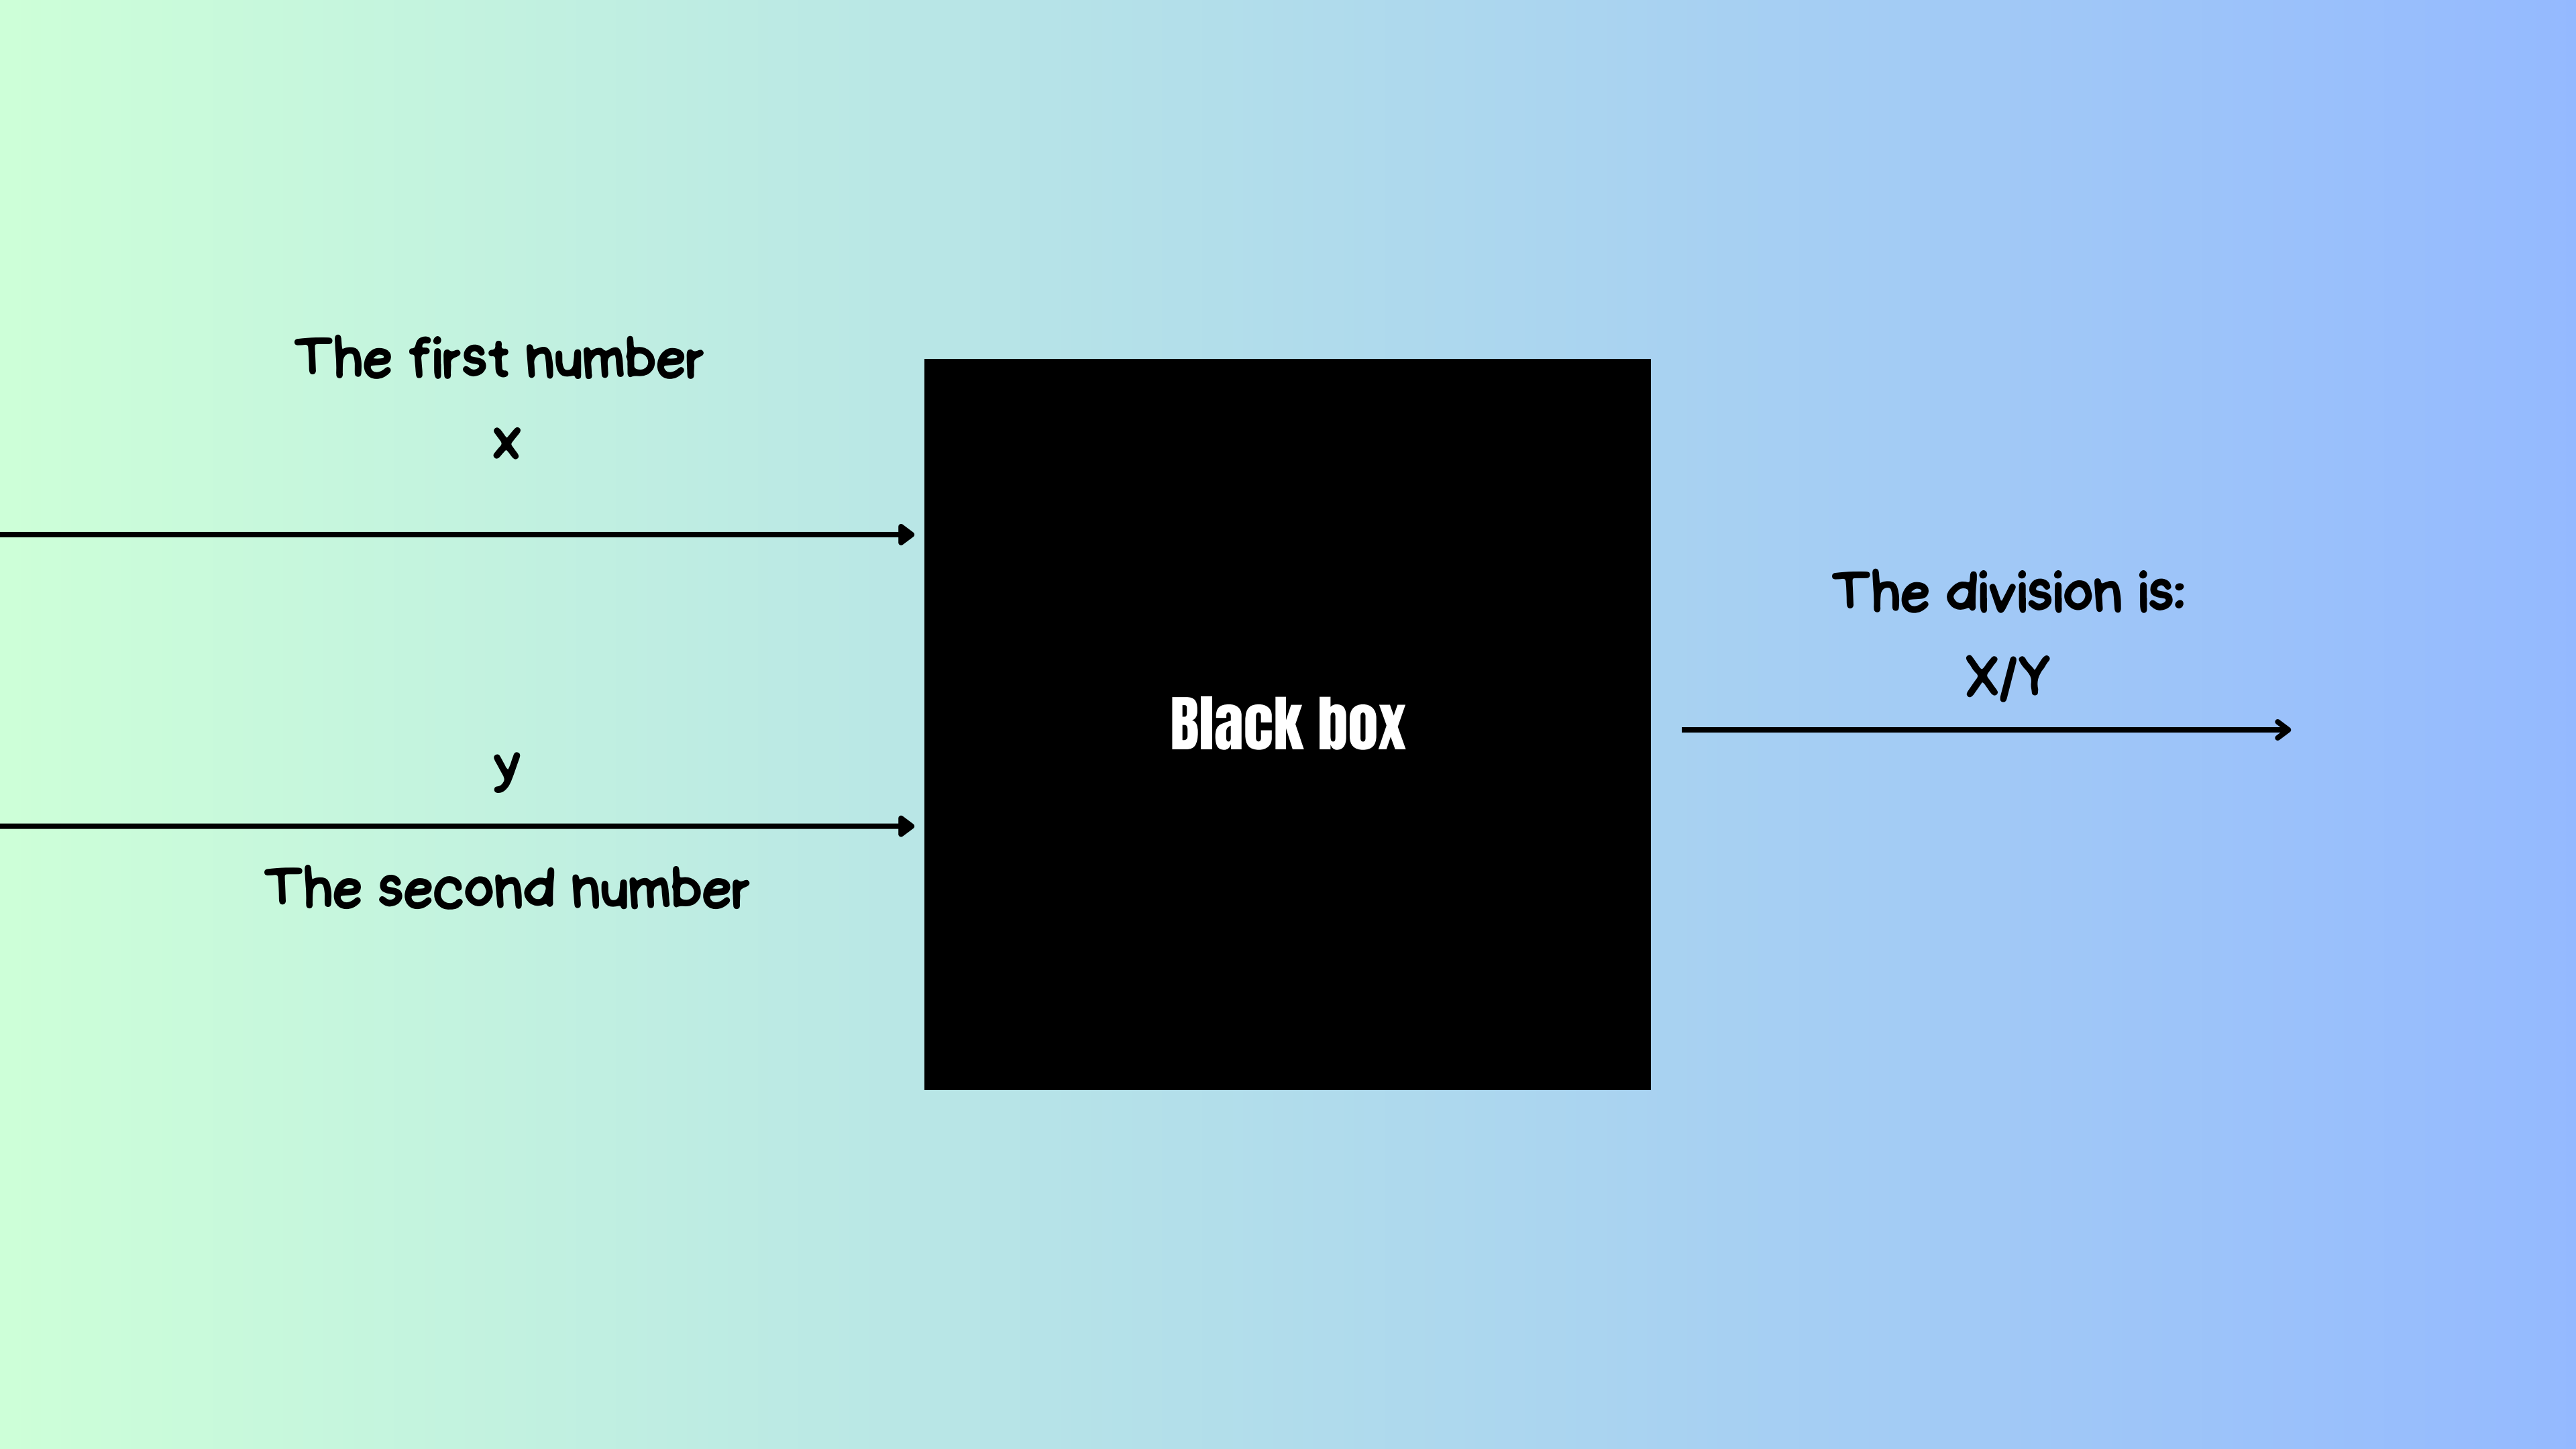 The first number
x
y
The second number
Black box
The division is:
X/Y